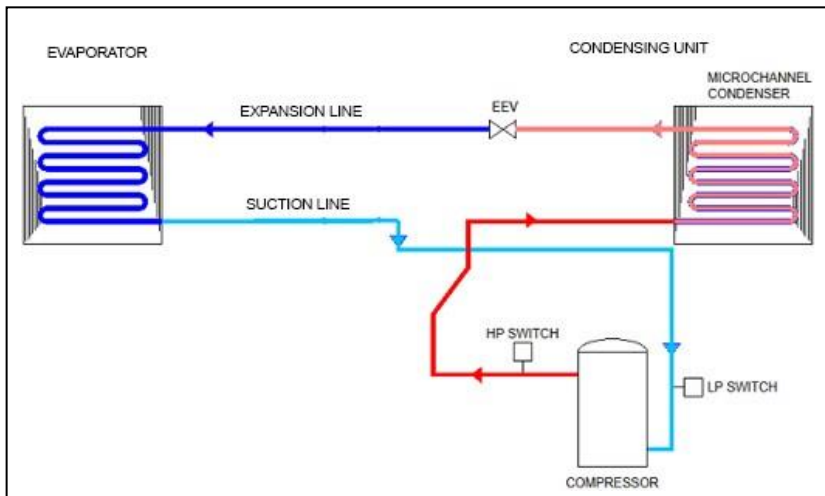 EVAPORATOR
CONDENSING UNIT
MICROCHANNEL
CONDENSER
EXPANSION LINE
EEV
SUCTION LINE
HP SWITCH
LP SWITCH
COMPRESSOR